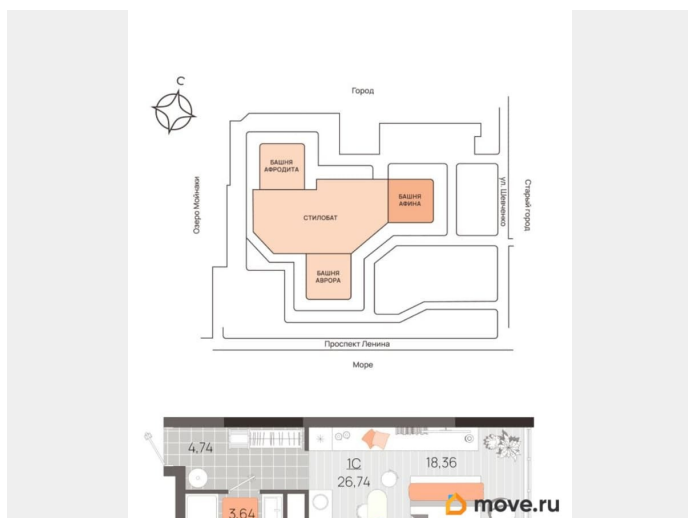 С
Город
БАШНЯ
АФРОДИТА
БАШНЯ
АФИНА
СТИЛОБАТ
БАШНЯ
АВРОРА
Озеро Мойнаки
ул. Шевченко
Старый город
Проспект Ленина
Море
4,74
1С
26,74
18,36
3,64
move.ru